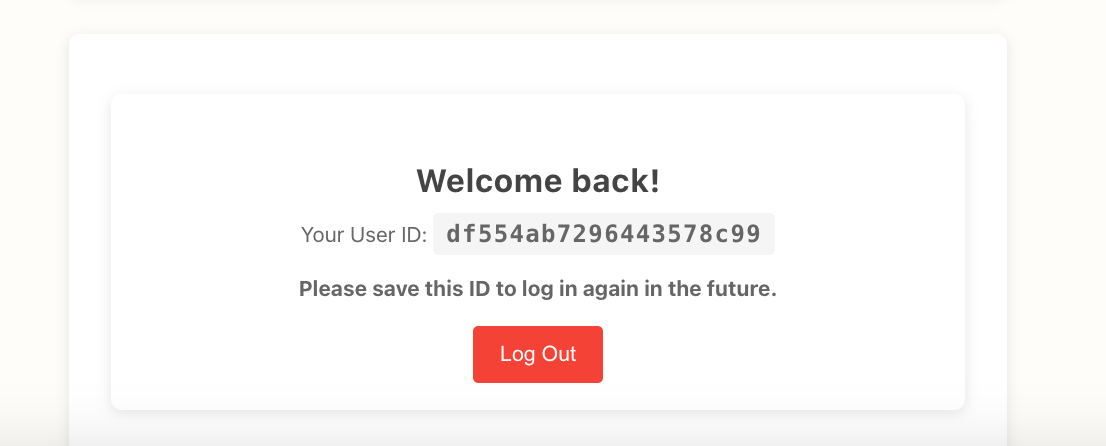 Welcome back!
Your User ID: df554ab7296443578c99
Please save this ID to log in again in the future.
Log Out